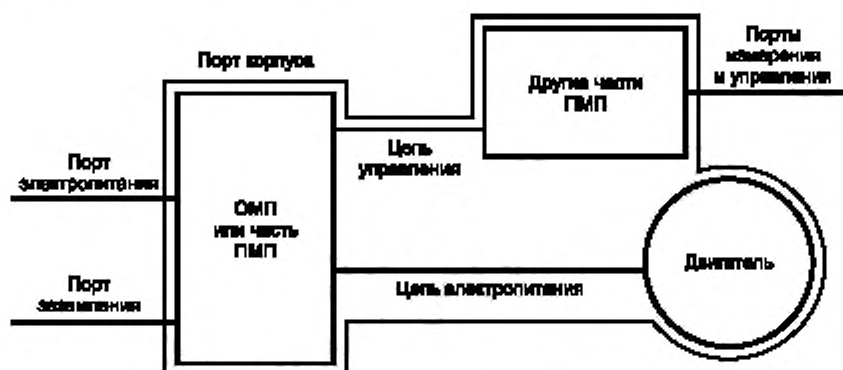 Порт корпуса
Порты
измерения
и управления
Другие части
ПМП
Цепь
управления
Порт
электропитания
ОМП
или часть
ПМП
Двигатель
Цепь электропитания
Порт
заземления